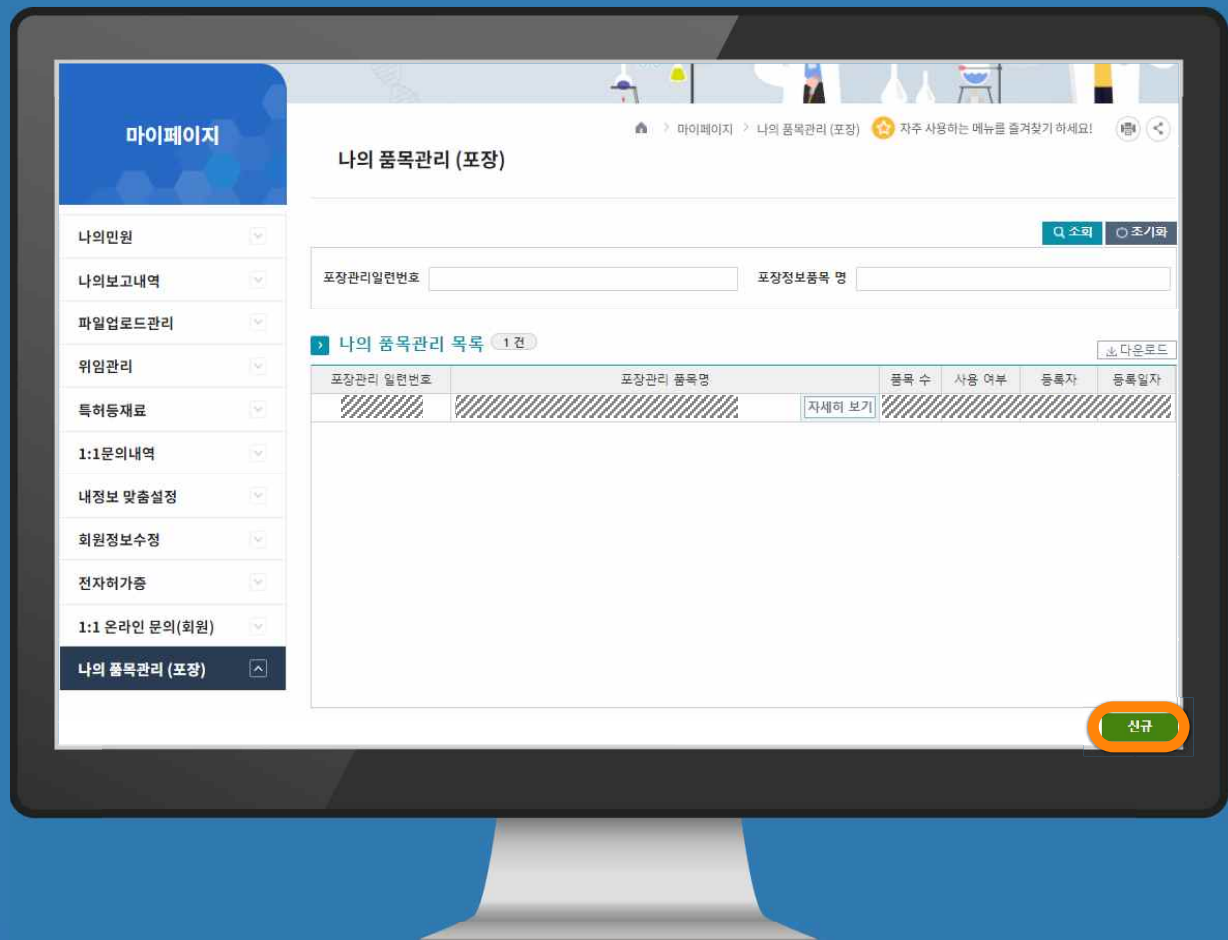 마이페이지
마이페이지 > 나의 품목관리 (포장) 자주 사용하는 메뉴를 즐겨찾기 하세요!
나의 품목관리 (포장)
나의민원
나의보고내역
파일업로드관리
위임관리
특허등재료
1:1문의내역
내정보 맞춤설정
회원정보수정
전자허가증
1:1 온라인 문의(회원)
나의 품목관리 (포장)
조회 초기화
포장관리일련번호 포장정보품목 명
나의 품목관리 목록 1 건
다운로드
포장관리 일련번호 포장관리 품목명 품목 수 사용 여부 등록자 등록일자
자세히 보기
신규